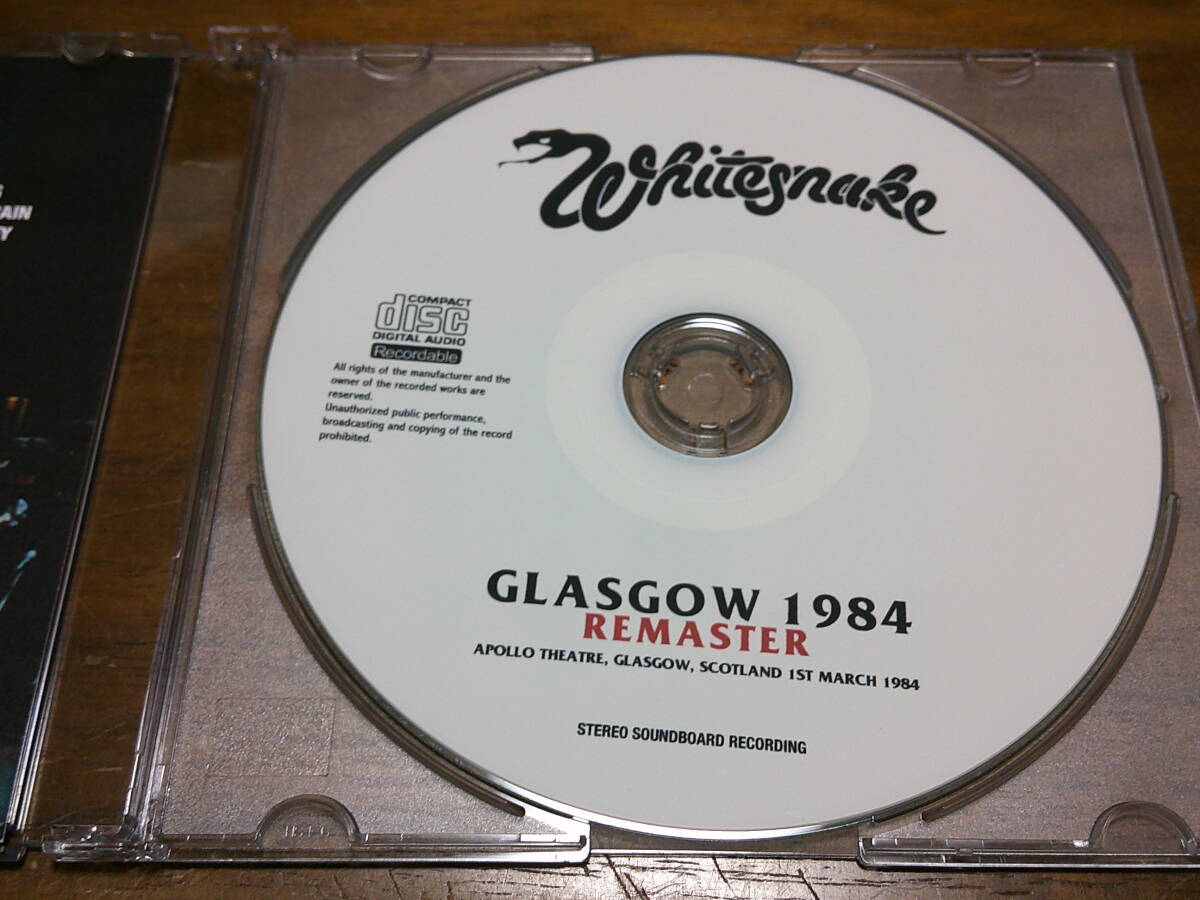 Whitesnake
COMPACT
disc
DIGITAL AUDIO
Recordable
All rights of the manufacturer and the
owner of the recorded works are
reserved.
Unauthorized public performance,
broadcasting and copying of the record
prohibited.
GLASGOW 1984
REMASTER
APOLLO THEATRE, GLASGOW, SCOTLAND 1ST MARCH 1984
STEREO SOUNDBOARD RECORDING